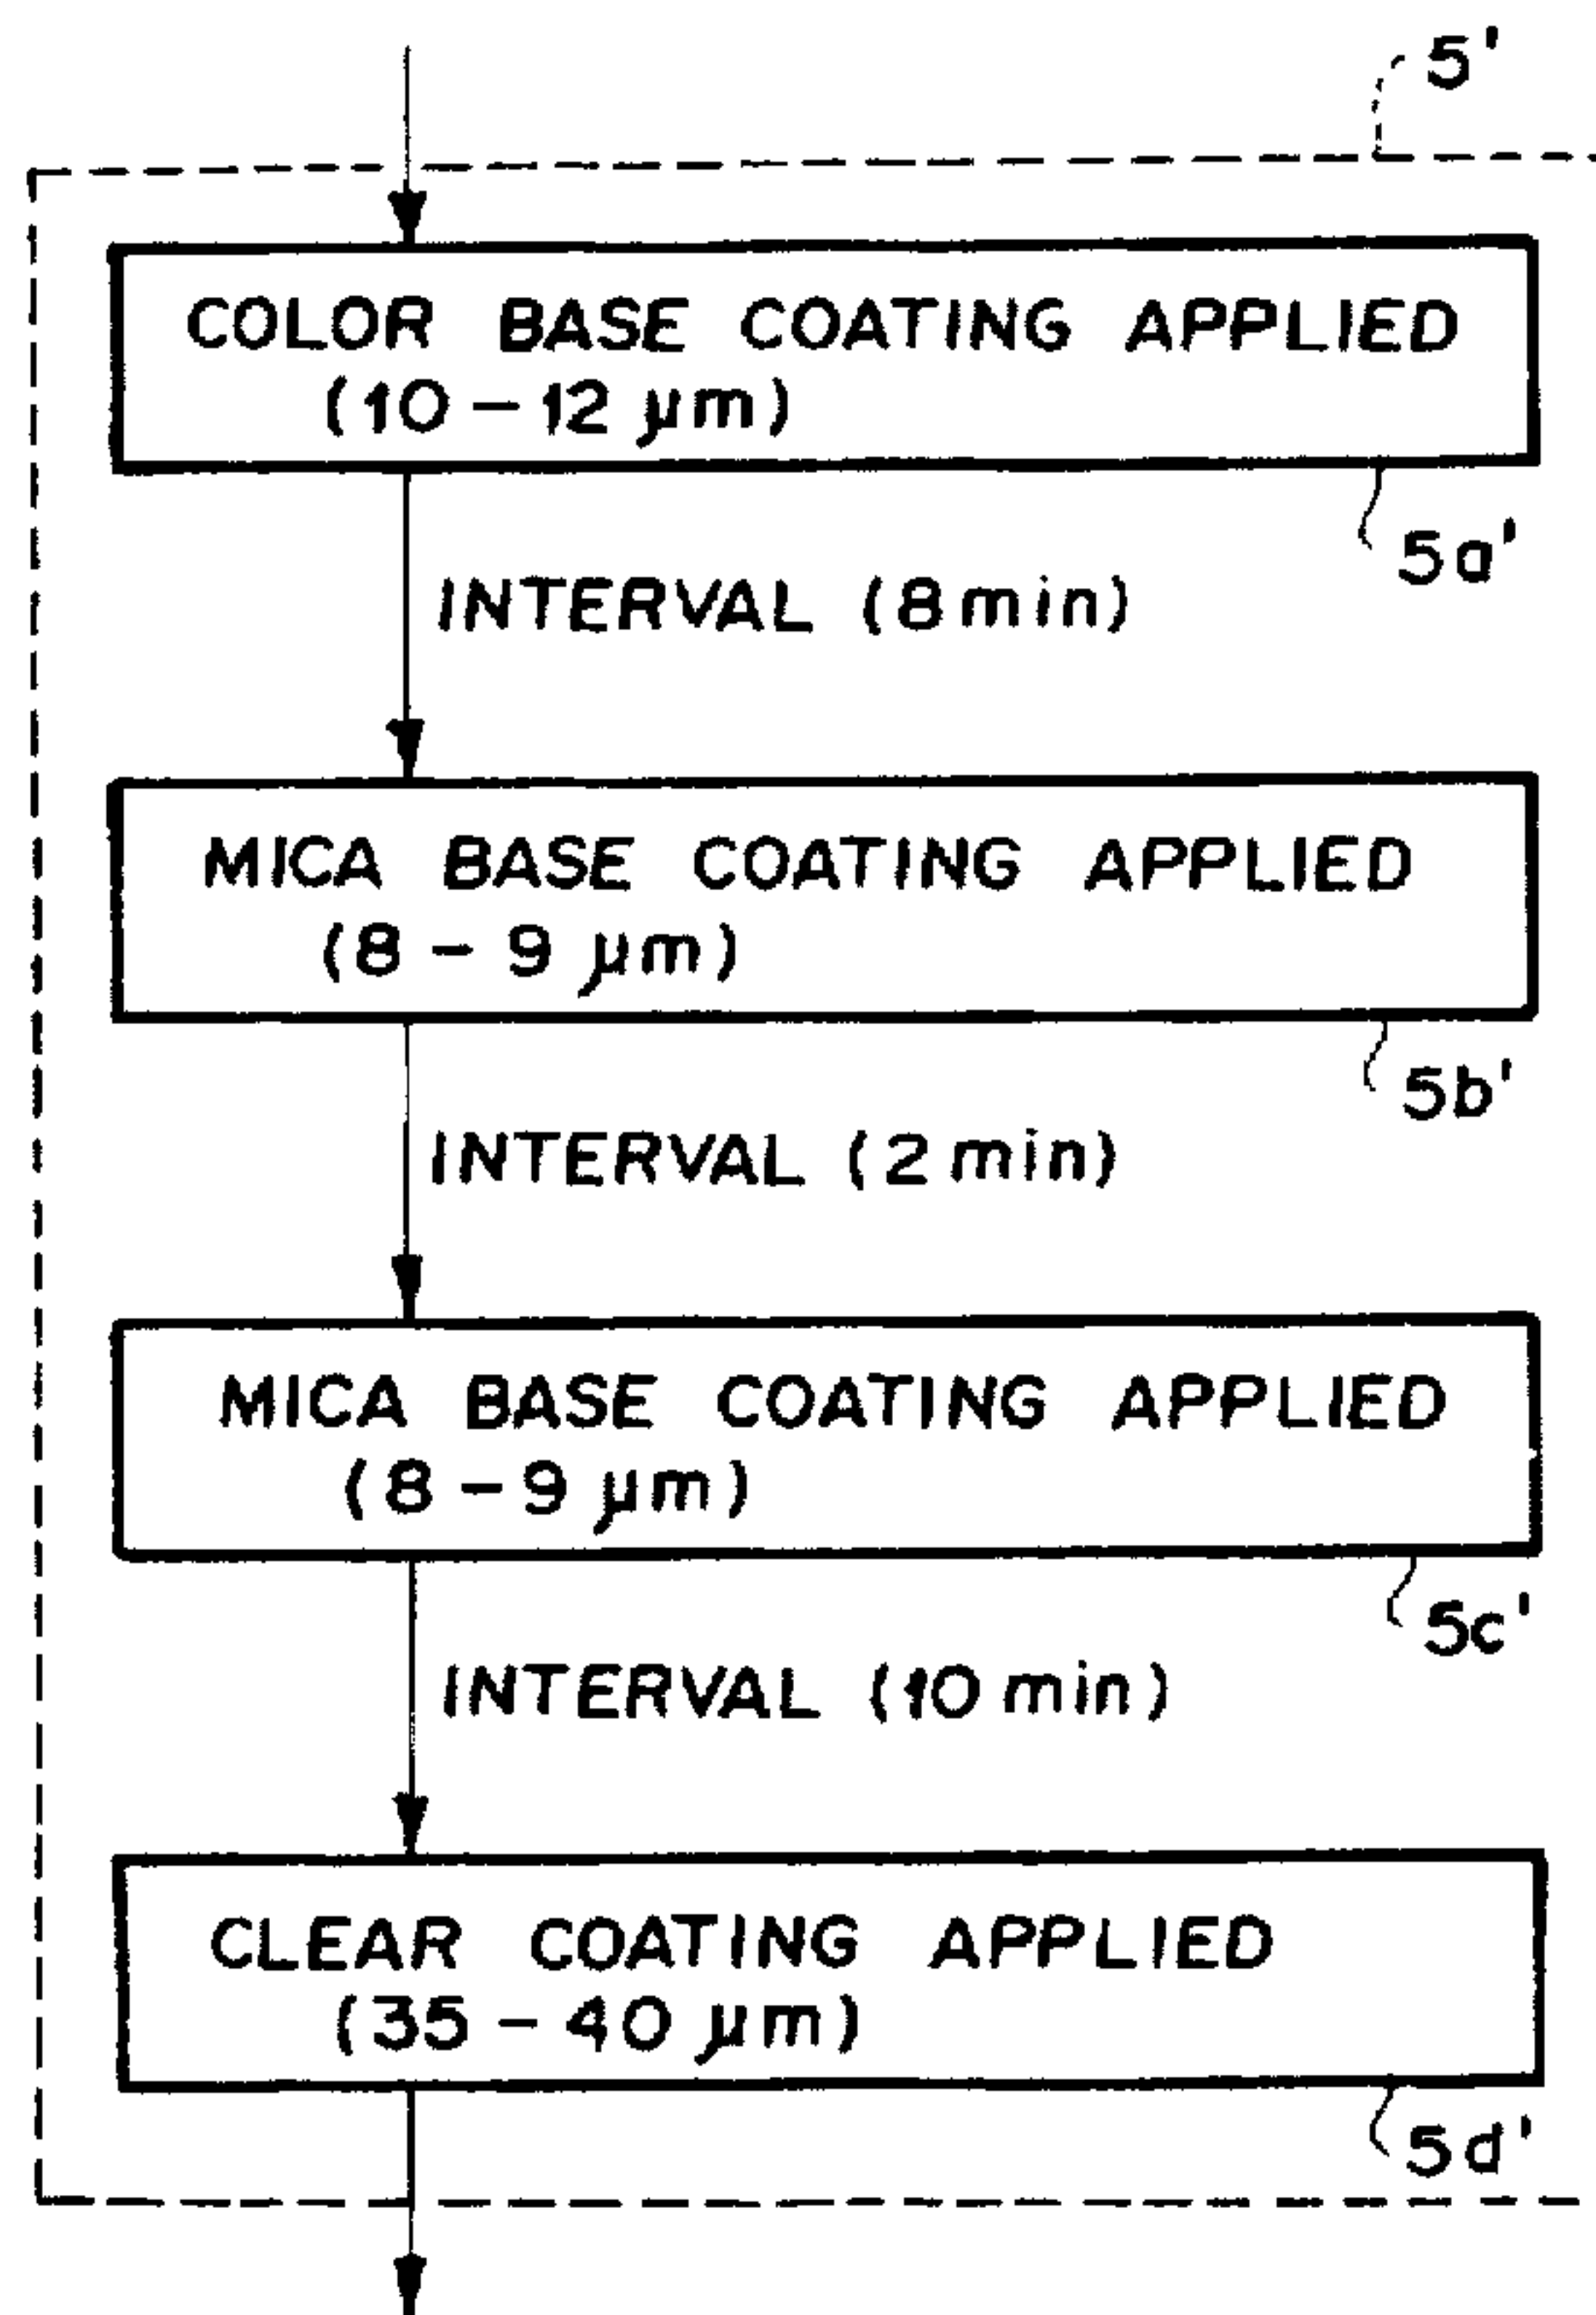 5'
COLOR BASE COATING APPLIED
(10 – 12 µm)
5a'
INTERVAL (8 min)
MICA BASE COATING APPLIED
(8 – 9 µm)
5b'
INTERVAL (2 min)
MICA BASE COATING APPLIED
(8 – 9 µm)
5c'
INTERVAL (10 min)
CLEAR COATING APPLIED
(35 – 40 µm)
5d'